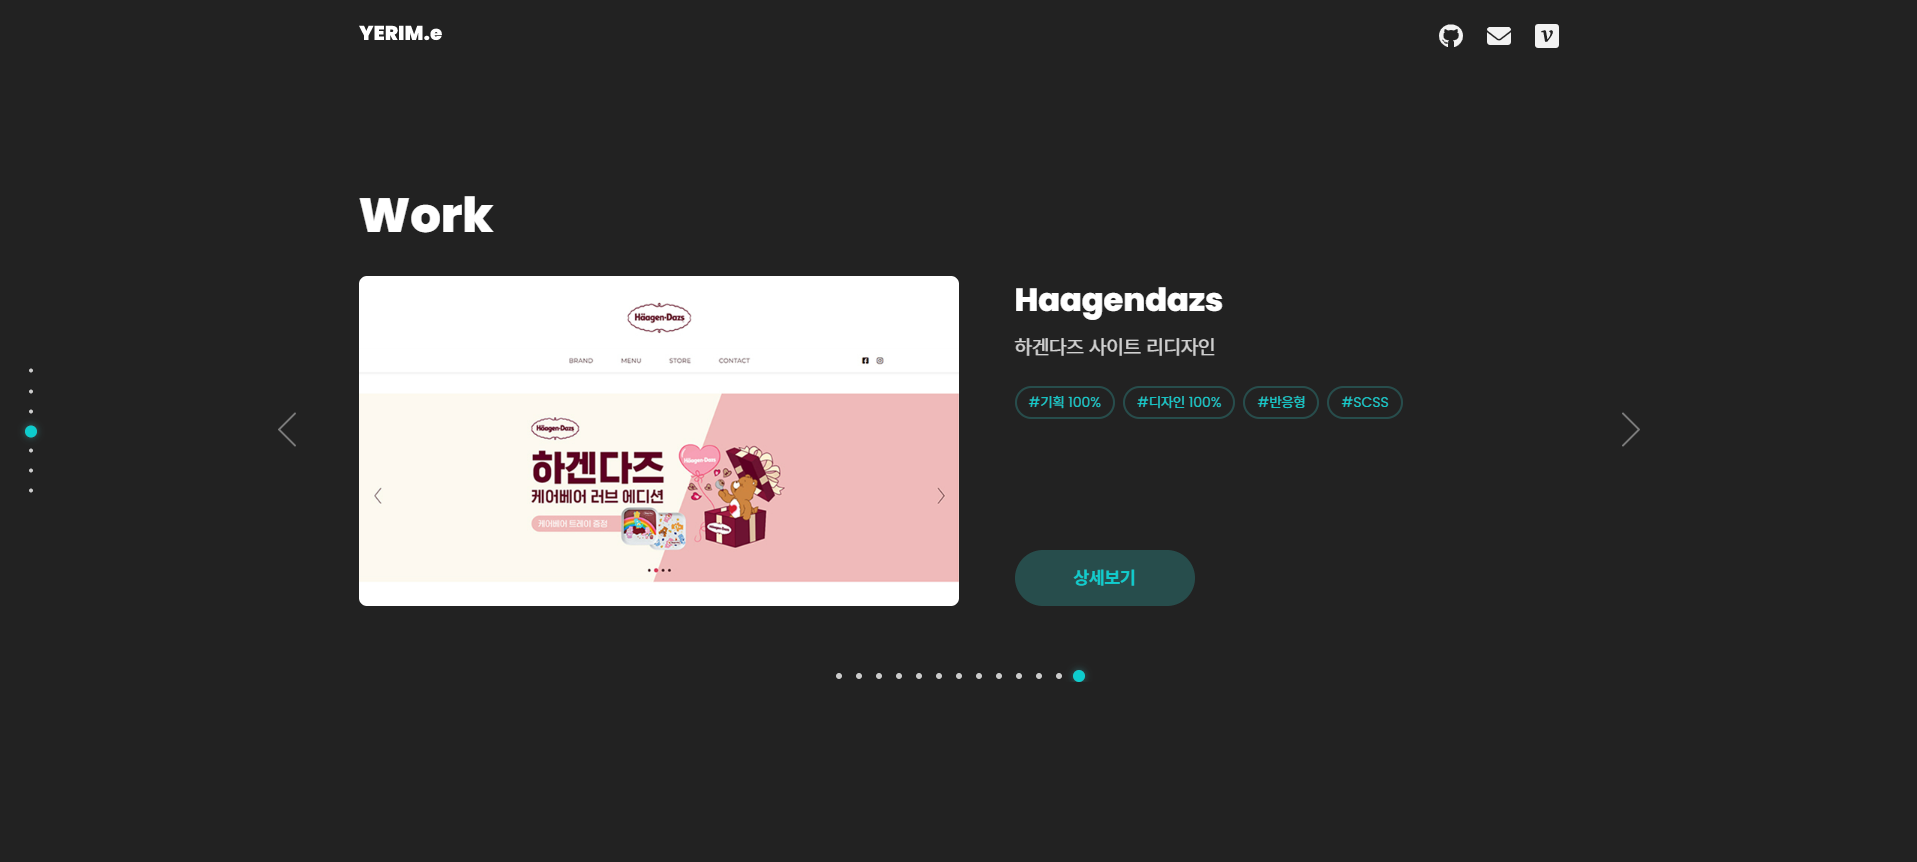 YERIM.e
Work
Häagen-Dazs
BRAND MENU STORE CONTACT
Häagen-Dazs
하겐다즈
케어베어 러브 에디션
케어베어 트레이 증정
Häagen-Dazs
Häagen-Dazs
Haagendazs
하겐다즈 사이트 리디자인
#기획 100% #디자인 100% #반응형 #SCSS
상세보기